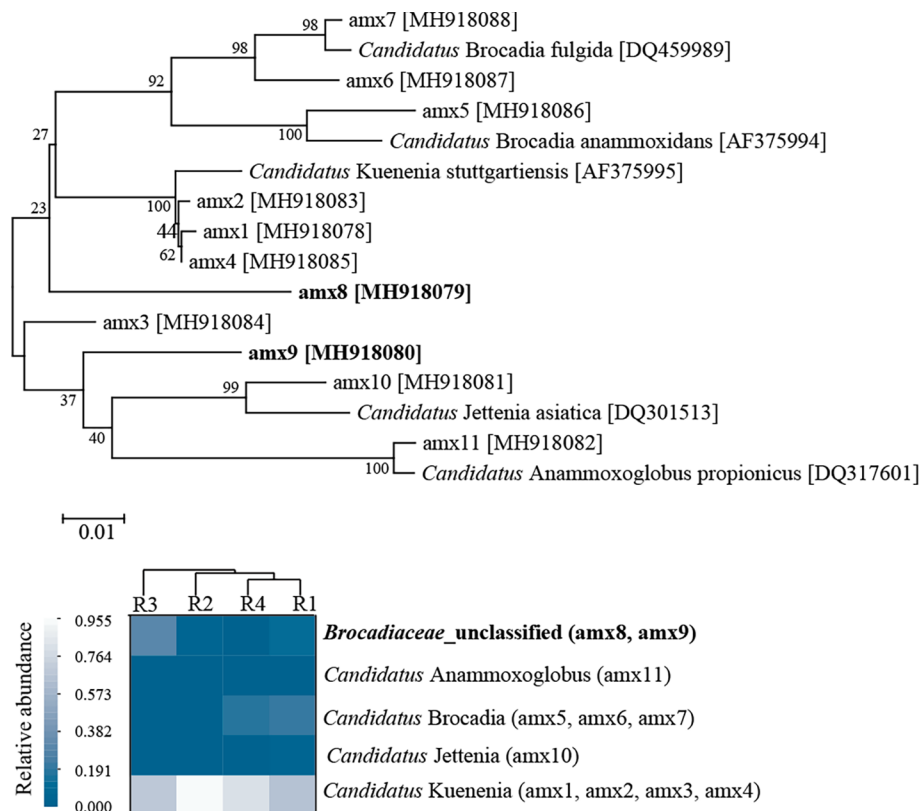 98
amx7 [MH918088]
98
Candidatus Brocadia fulgida [DQ459989]
92
amx6 [MH918087]
amx5 [MH918086]
100
Candidatus Brocadia anammoxidans [AF375994]
27
Candidatus Kuenenia stuttgartiensis [AF375995]
100
amx2 [MH918083]
23
44
amx1 [MH918078]
62
amx4 [MH918085]
amx8 [MH918079]
amx3 [MH918084]
amx9 [MH918080]
37
99
amx10 [MH918081]
Candidatus Jettenia asiatica [DQ301513]
40
amx11 [MH918082]
100
Candidatus Anammoxoglobus propionicus [DQ317601]
0.01
R3 R2 R4 R1
Relative abundance
0.955
0.764
0.573
0.382
0.191
0.000
Brocadiaceae_unclassified (amx8, amx9)
Candidatus Anammoxoglobus (amx11)
Candidatus Brocadia (amx5, amx6, amx7)
Candidatus Jettenia (amx10)
Candidatus Kuenenia (amx1, amx2, amx3, amx4)